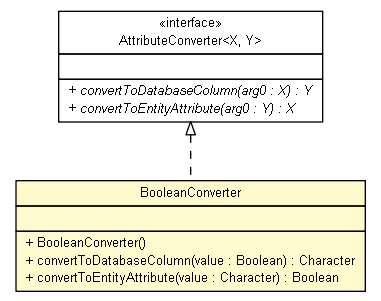 «interface»
AttributeConverter<X, Y>
+ convertToDatabaseColumn(arg0 : X) : Y
+ convertToEntityAttribute(arg0 : Y) : X
BooleanConverter
+ BooleanConverter()
+ convertToDatabaseColumn(value : Boolean) : Character
+ convertToEntityAttribute(value : Character) : Boolean